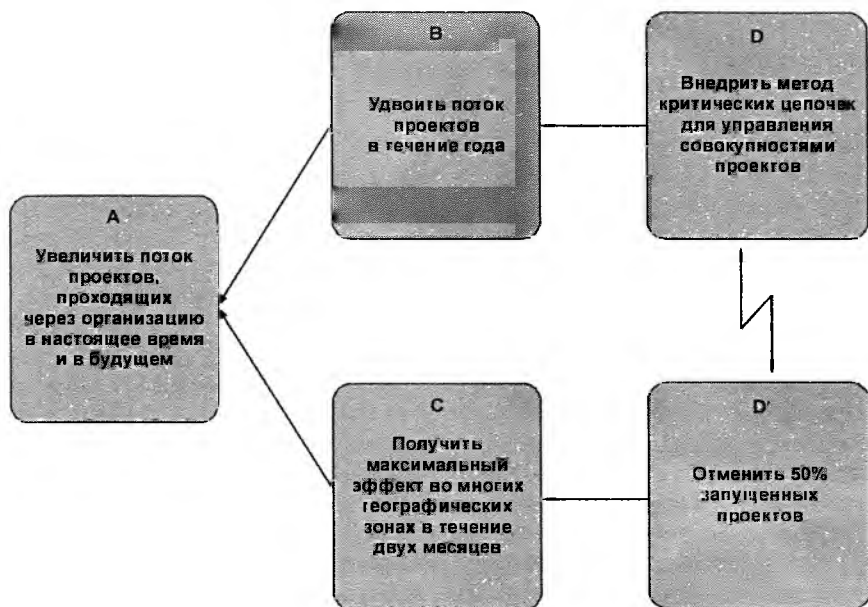 A
Увеличить поток
проектов,
проходящих
через организацию
в настоящее время
и в будущем
B
Удвоить поток
проектов
в течение года
D
Внедрить метод
критических цепочек
для управления
совокупностями
проектов
C
Получить
максимальный
эффект во многих
географических
зонах в течение
двух месяцев
D'
Отменить 50%
запущенных
проектов